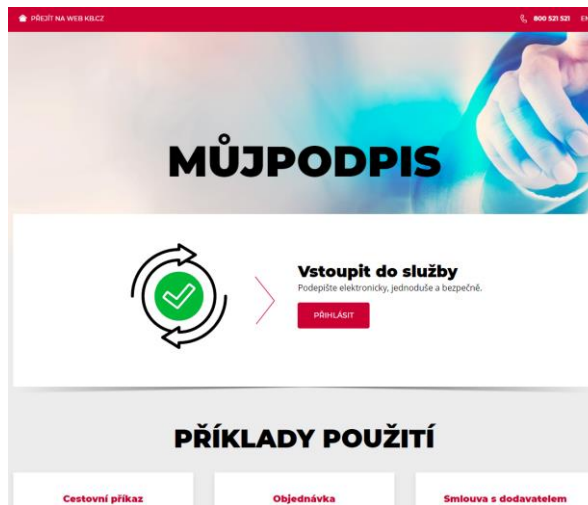 PŘEJÍT NA WEB KB.CZ
800 521 521 EN
MŮJPODPIS
Vstoupit do služby
Podepište elektronicky, jednoduše a bezpečně.
PŘIHLÁSIT
PŘÍKLADY POUŽITÍ
Cestovní příkaz
Objednávka
Smlouva s dodavatelem